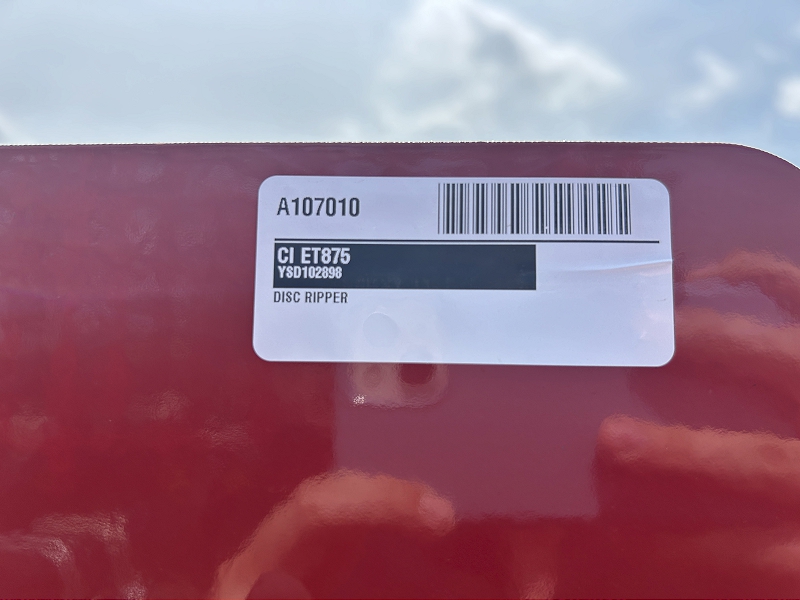 A107010
CI ET875
YSD102898
DISC RIPPER